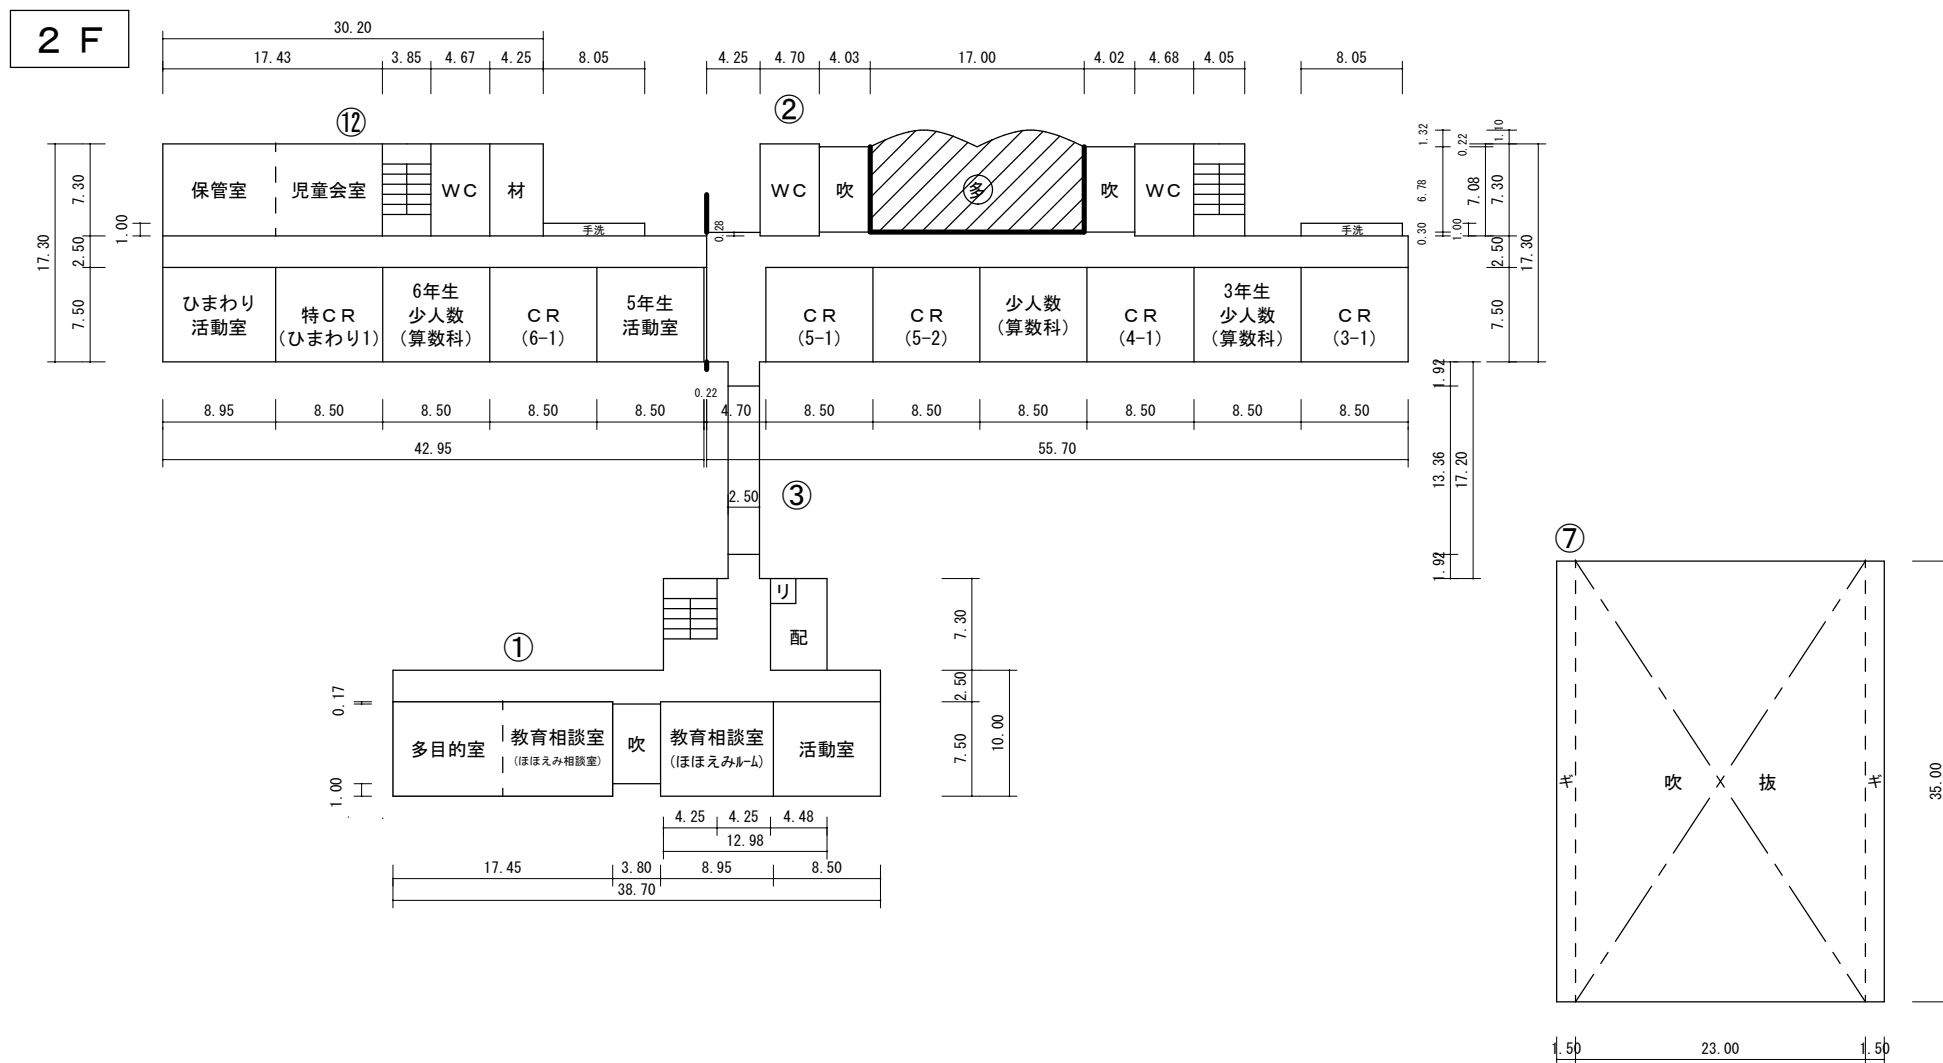 ２Ｆ
30.20
17.43
3.85
4.67
4.25
8.05
4.25
4.70
4.03
17.00
4.02
4.68
4.05
8.05
⑫
②
保管室
児童会室
ＷＣ
材
手洗
ＷＣ
吹
多
吹
ＷＣ
手洗
17.30
7.30
2.50
7.50
1.00
0.28
1.32
0.22
1.10
6.78
7.08
7.30
0.30
1.00
2.50
17.30
7.50
ひまわり
活動室
特ＣＲ
(ひまわり1)
6年生
少人数
(算数科)
ＣＲ
(6-1)
5年生
活動室
ＣＲ
(5-1)
ＣＲ
(5-2)
少人数
(算数科)
ＣＲ
(4-1)
3年生
少人数
(算数科)
ＣＲ
(3-1)
0.22
8.95
8.50
8.50
8.50
8.50
4.70
8.50
8.50
8.50
8.50
8.50
8.50
42.95
55.70
1.92
13.36
17.20
1.92
2.50
③
⑦
リ
配
①
7.30
2.50
7.50
10.00
0.17
1.00
多目的室
教育相談室
(ほほえみ相談室)
吹
教育相談室
(ほほえみﾙｰﾑ)
活動室
4.25
4.25
4.48
12.98
17.45
3.80
8.95
8.50
38.70
ギ
吹
抜
ギ
35.00
1.50
23.00
1.50